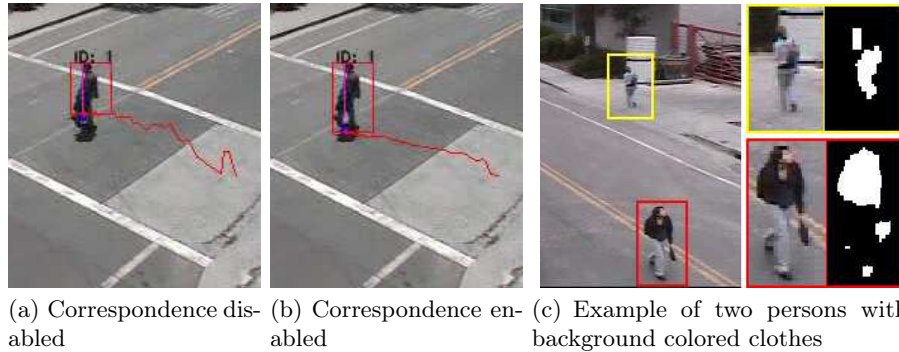 ID: 1
ID: 1
(a) Correspondence dis-
abled
(b) Correspondence en-
abled
(c) Example of two persons with
background colored clothes